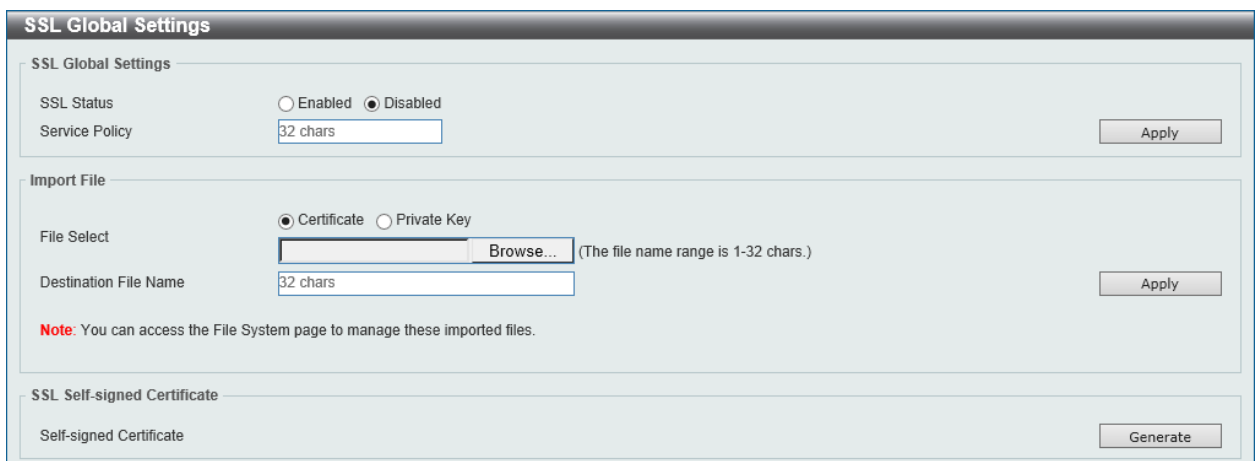 SSL Global Settings
SSL Global Settings
SSL Status Enabled Disabled
Service Policy 32 chars Apply
Import File
Certificate Private Key
File Select
Browse... (The file name range is 1-32 chars.)
Destination File Name 32 chars Apply
Note: You can access the File System page to manage these imported files.
SSL Self-signed Certificate
Self-signed Certificate Generate